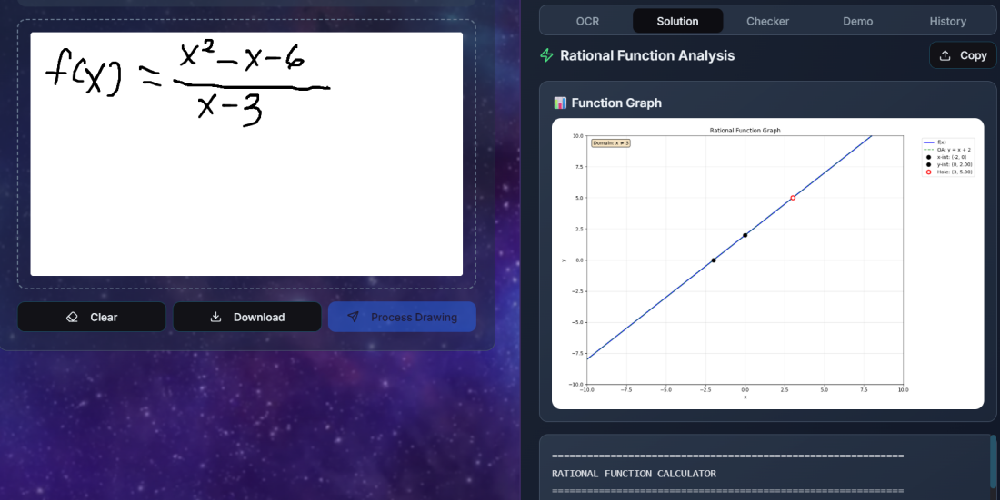 f(x) = x² - x - 6 / x - 3
Clear
Download
Process Drawing
OCR
Solution
Checker
Demo
History
Rational Function Analysis
Copy
📊 Function Graph
Rational Function Graph
Domain: x ≠ 3
f(x)
OA: y = x + 2
x-int: (-2, 0)
y-int: (0, 2.00)
Hole: (3, 5.00)
10.0
7.5
5.0
2.5
0.0
−2.5
−5.0
−7.5
−10.0
y
−10.0 −7.5 −5.0 −2.5 0.0 2.5 5.0 7.5 10.0
x
============================================================
RATIONAL FUNCTION CALCULATOR
============================================================